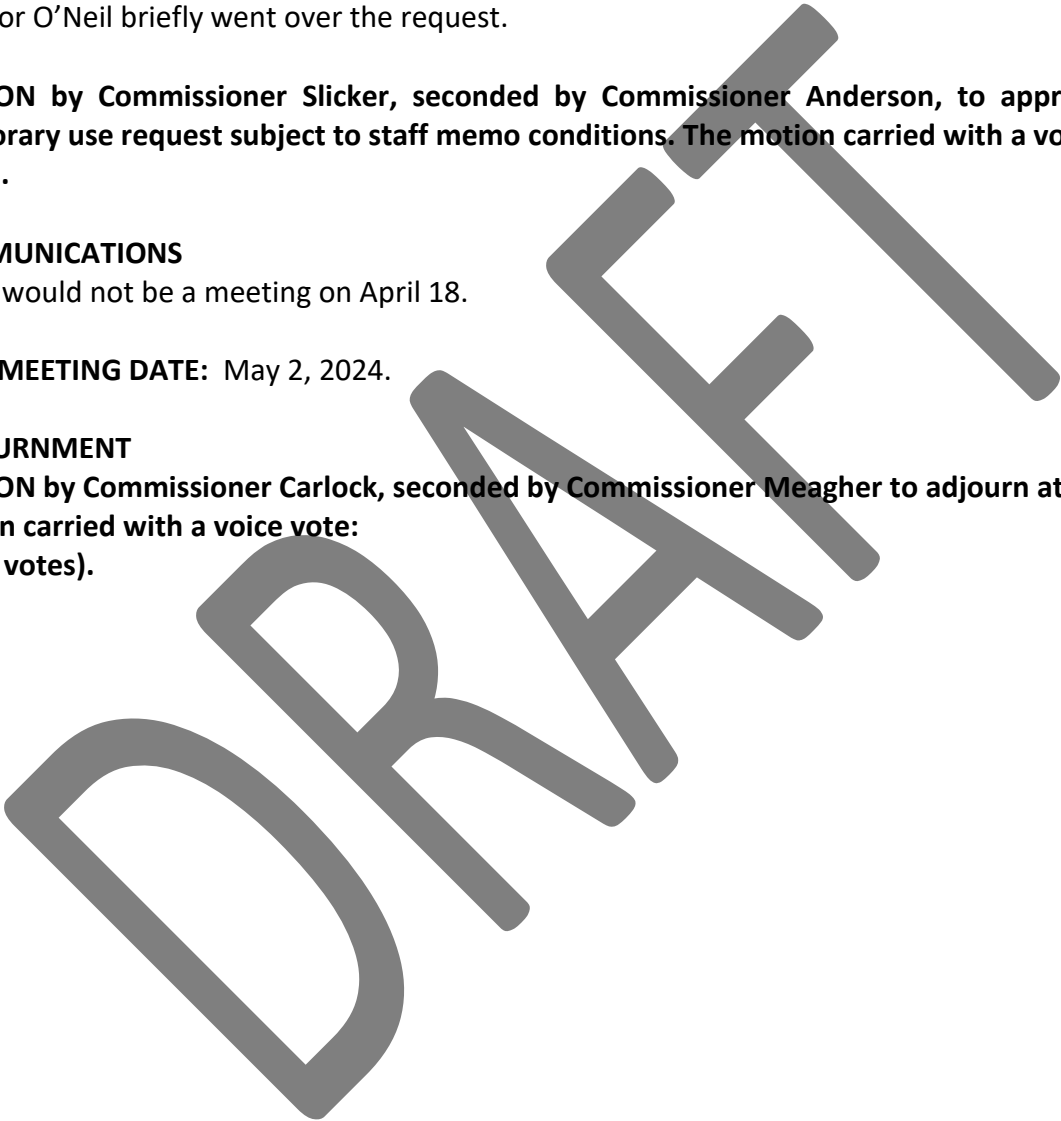 or O’Neil briefly went over the request.
ON by Commissioner Slicker, seconded by Commissioner Anderson, to appr
orary use request subject to staff memo conditions. The motion carried with a vo
.
MUNICATIONS
would not be a meeting on April 18.
MEETING DATE: May 2, 2024.
URNMENT
ON by Commissioner Carlock, seconded by Commissioner Meagher to adjourn at
n carried with a voice vote:
votes).
DRAFT